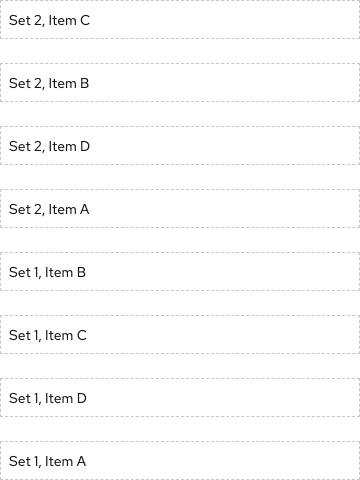 Set 2, Item C
Set 2, Item B
Set 2, Item D
Set 2, Item A
Set 1, Item B
Set 1, Item C
Set 1, Item D
Set 1, Item A